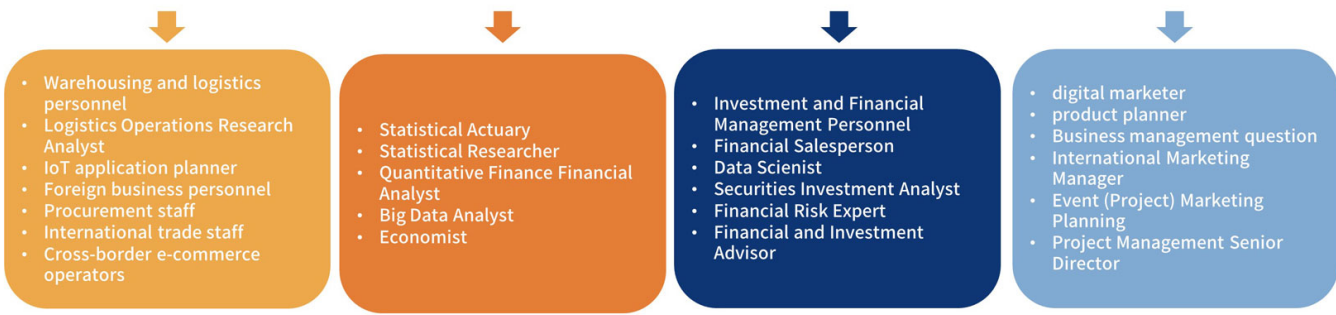 • Warehousing and logistics
personnel
• Logistics Operations Research
Analyst
• IoT application planner
• Foreign business personnel
• Procurement staff
• International trade staff
• Cross-border e-commerce
operators
• Statistical Actuary
• Statistical Researcher
• Quantitative Finance Financial
Analyst
• Big Data Analyst
• Economist
• Investment and Financial
Management Personnel
• Financial Salesperson
• Data Scienist
• Securities Investment Analyst
• Financial Risk Expert
• Financial and Investment
Advisor
• digital marketer
• product planner
• Business management question
• International Marketing
Manager
• Event (Project) Marketing
Planning
• Project Management Senior
Director